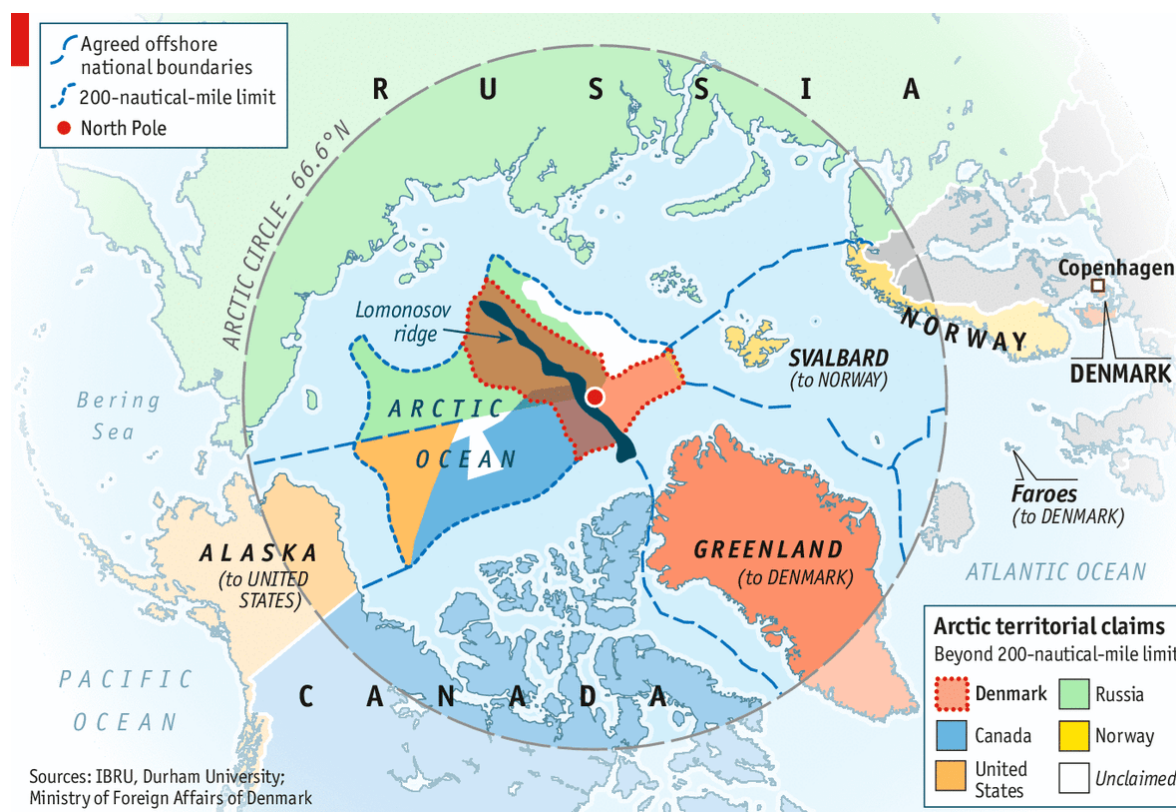 Agreed offshore
national boundaries
200-nautical-mile limit
North Pole
RUSSIA
ARCTIC CIRCLE - 66.6°N
Lomonosov
ridge
Copenhagen
NORWAY
SVALBARD
(to NORWAY)
DENMARK
Bering
Sea
ARCTIC
OCEAN
Faroes
(to DENMARK)
ALASKA
(to UNITED
STATES)
GREENLAND
(to DENMARK)
ATLANTIC OCEAN
PACIFIC
OCEAN
CANADA
Arctic territorial claims
Beyond 200-nautical-mile limit
Denmark
Russia
Canada
Norway
United
States
Unclaimed
Sources: IBRU, Durham University;
Ministry of Foreign Affairs of Denmark